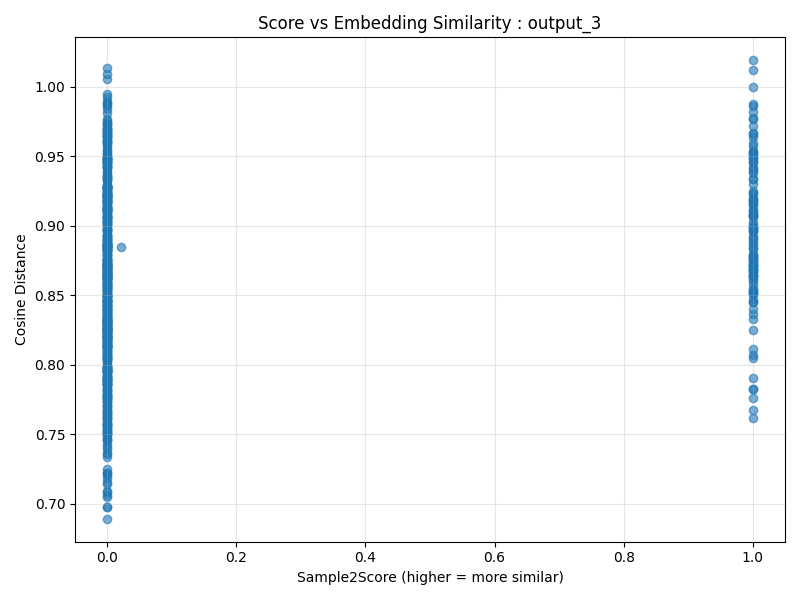 Score vs Embedding Similarity : output_3
Cosine Distance
1.00
0.95
0.90
0.85
0.80
0.75
0.70
0.0 0.2 0.4 0.6 0.8 1.0
Sample2Score (higher = more similar)